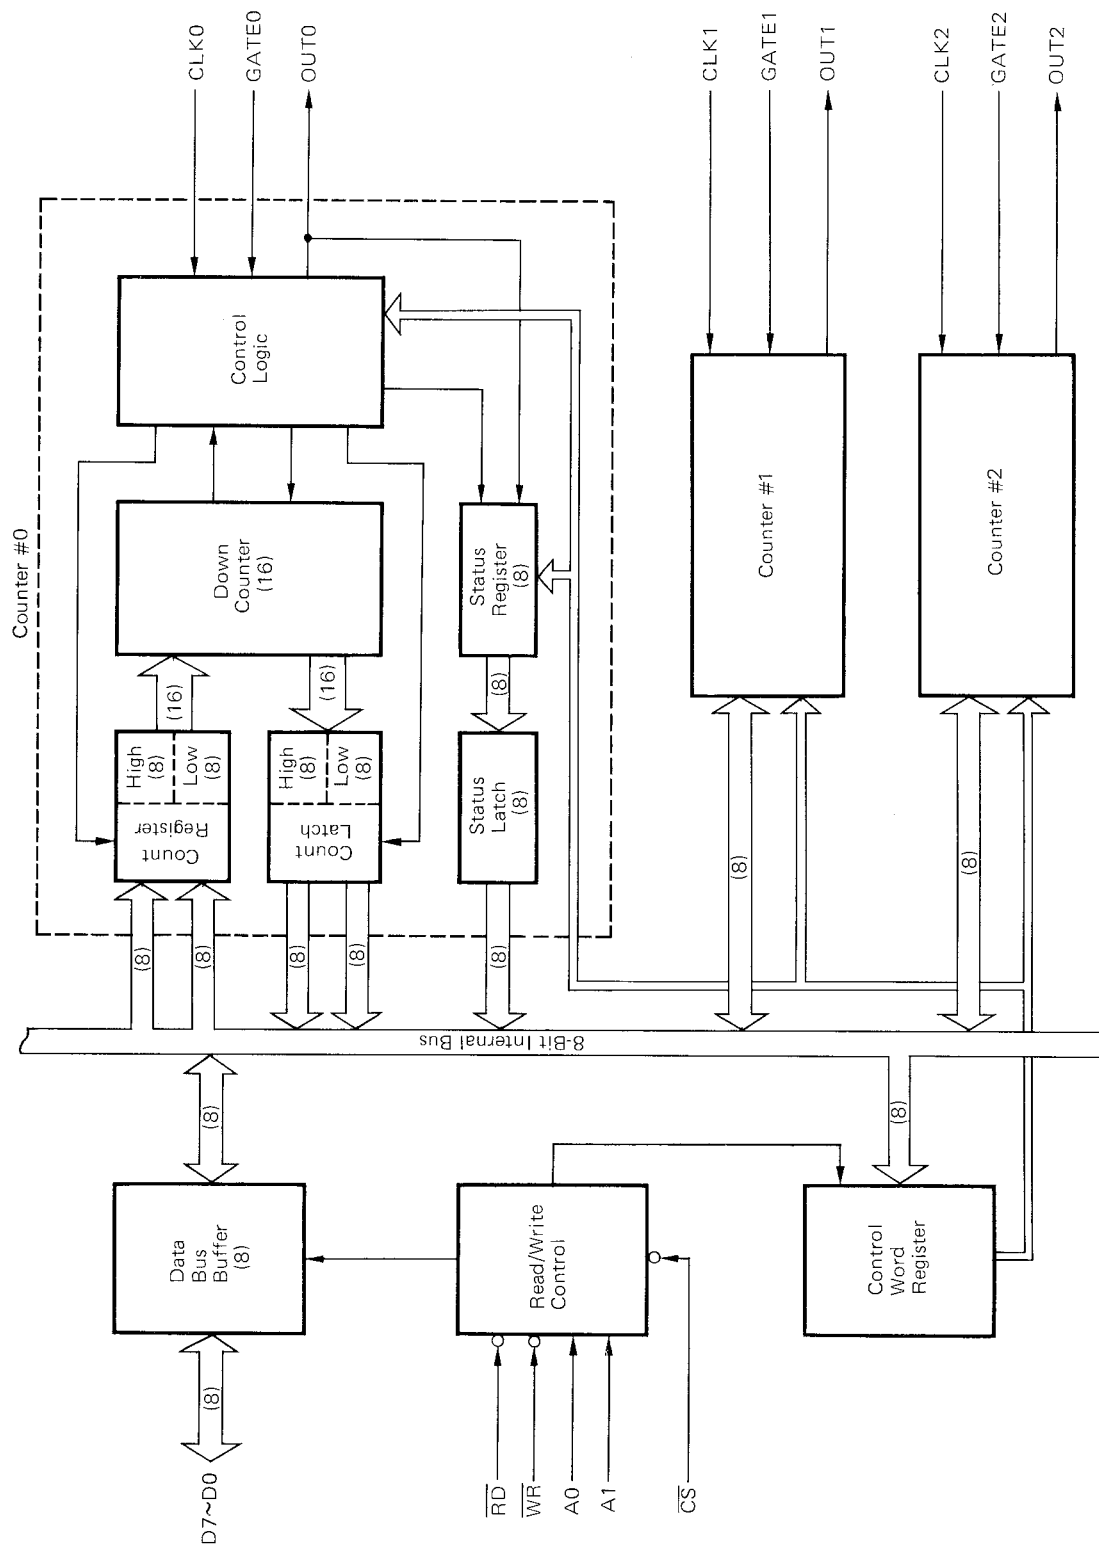 Counter #0
CLK0
GATE0
OUT0
Control
Logic
Down
Counter
(16)
(16)
(16)
High
(8)
Low
(8)
Count
Register
High
(8)
Low
(8)
Count
Latch
Status
Register
(8)
(8)
Status
Latch
(8)
(8)
(8)
(8)
CLK1
GATE1
OUT1
Counter #1
(8)
CLK2
GATE2
OUT2
Counter #2
(8)
8-Bit Internal Bus
(8)
Data
Bus
Buffer
(8)
(8)
D7~D0
Read/Write
Control
RD
WR
A0
A1
CS
(8)
Control
Word
Register